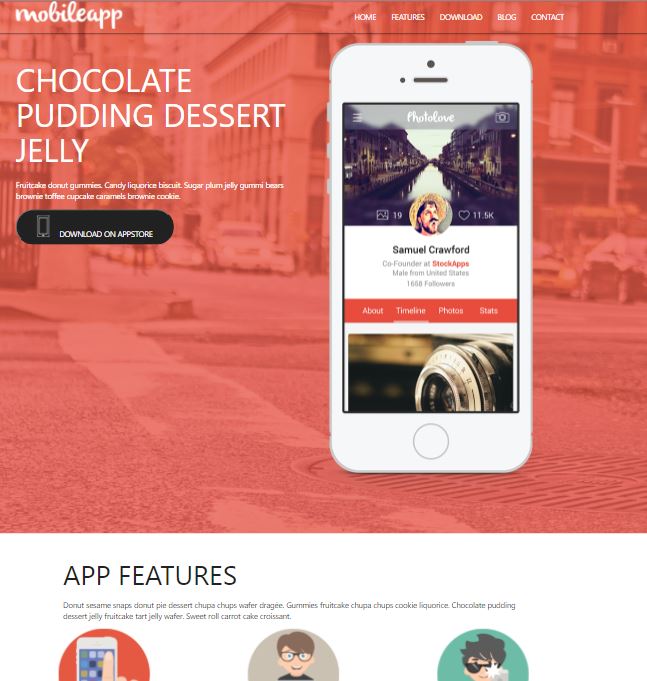 mobileapp
HOME FEATURES DOWNLOAD BLOG CONTACT
CHOCOLATE
PUDDING DESSERT
JELLY
Fruitcake donut gummies. Candy liquorice biscuit. Sugar plum jelly gummi bears
brownie toffee cupcake caramels brownie cookie.
DOWNLOAD ON APPSTORE
Photolove
19 11.5K
Samuel Crawford
Co-Founder at StockApps
Male from United States
1658 Followers
About Timeline Photos Stats
APP FEATURES
Donut sesame snaps donut pie dessert chupa chups wafer dragée. Gummies fruitcake chupa chups cookie liquorice. Chocolate pudding
dessert jelly fruitcake tart jelly wafer. Sweet roll carrot cake croissant.